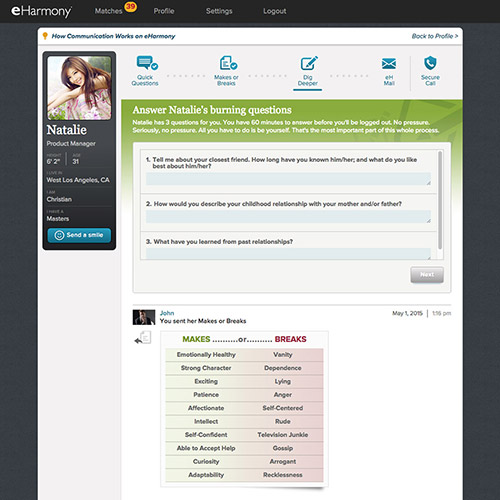 eHarmony
Matches 39 Profile Settings Logout
How Communication Works on eHarmony
Back to Profile >
Natalie
Product Manager
HEIGHT AGE
6' 2" 31
I LIVE IN
West Los Angeles, CA
I AM
Christian
I HAVE A
Masters
Send a smile
Quick Questions
Makes or Breaks
Dig Deeper
eH Mail
Secure Call
Answer Natalie's burning questions
Natalie has 3 questions for you. You have 60 minutes to answer before you'll be logged out. No pressure.
Seriously, no pressure. All you have to do is be yourself. That's the most important part of this whole process.
1. Tell me about your closest friend. How long have you known him/her; and what do you like
best about him/her?
2. How would you describe your childhood relationship with your mother and/or father?
3. What have you learned from past relationships?
Next
John
May 1, 2015 | 1:16 pm
You sent her Makes or Breaks
MAKES ..........or.......... BREAKS
Emotionally Healthy Vanity
Strong Character Dependence
Exciting Lying
Patience Anger
Affectionate Self-Centered
Intellect Rude
Self-Confident Television Junkie
Able to Accept Help Gossip
Curiosity Arrogant
Adaptability Recklessness